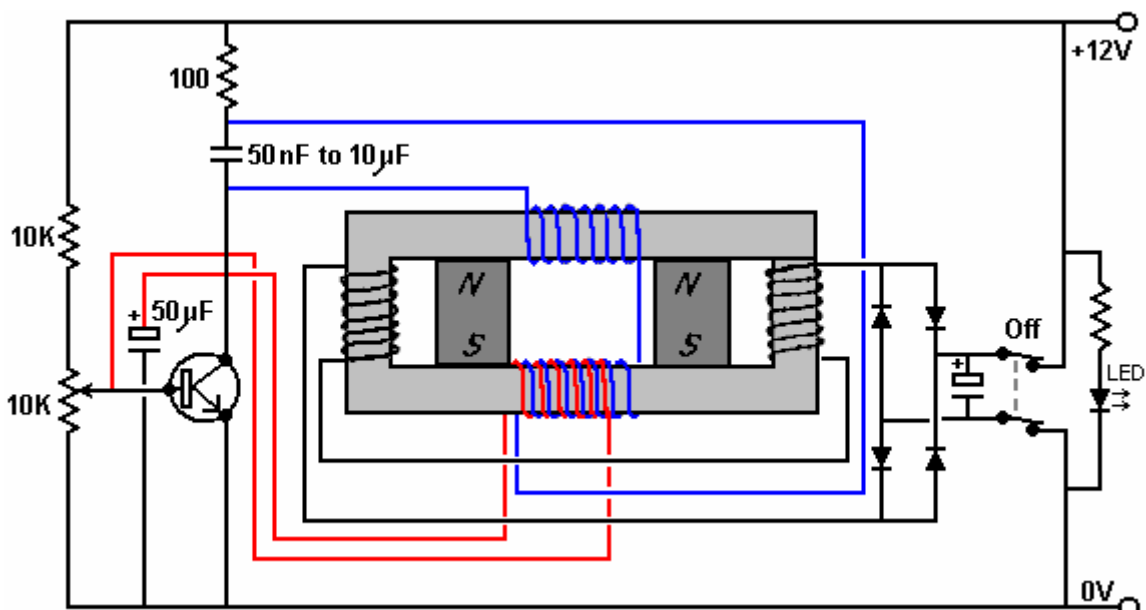 +12V
100
50nF to 10µF
10K
+
50µF
N
S
N
S
Off
+
LED
10K
0V